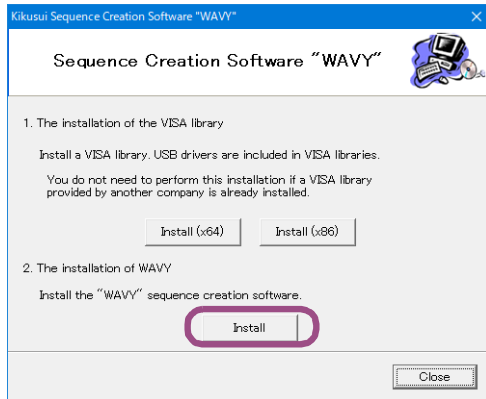 Kikusui Sequence Creation Software "WAVY"
Sequence Creation Software "WAVY"
1. The installation of the VISA library
Install a VISA library. USB drivers are included in VISA libraries.
You do not need to perform this installation if a VISA library
provided by another company is already installed.
Install (x64)
Install (x86)
2. The installation of WAVY
Install the "WAVY" sequence creation software.
Install
Close